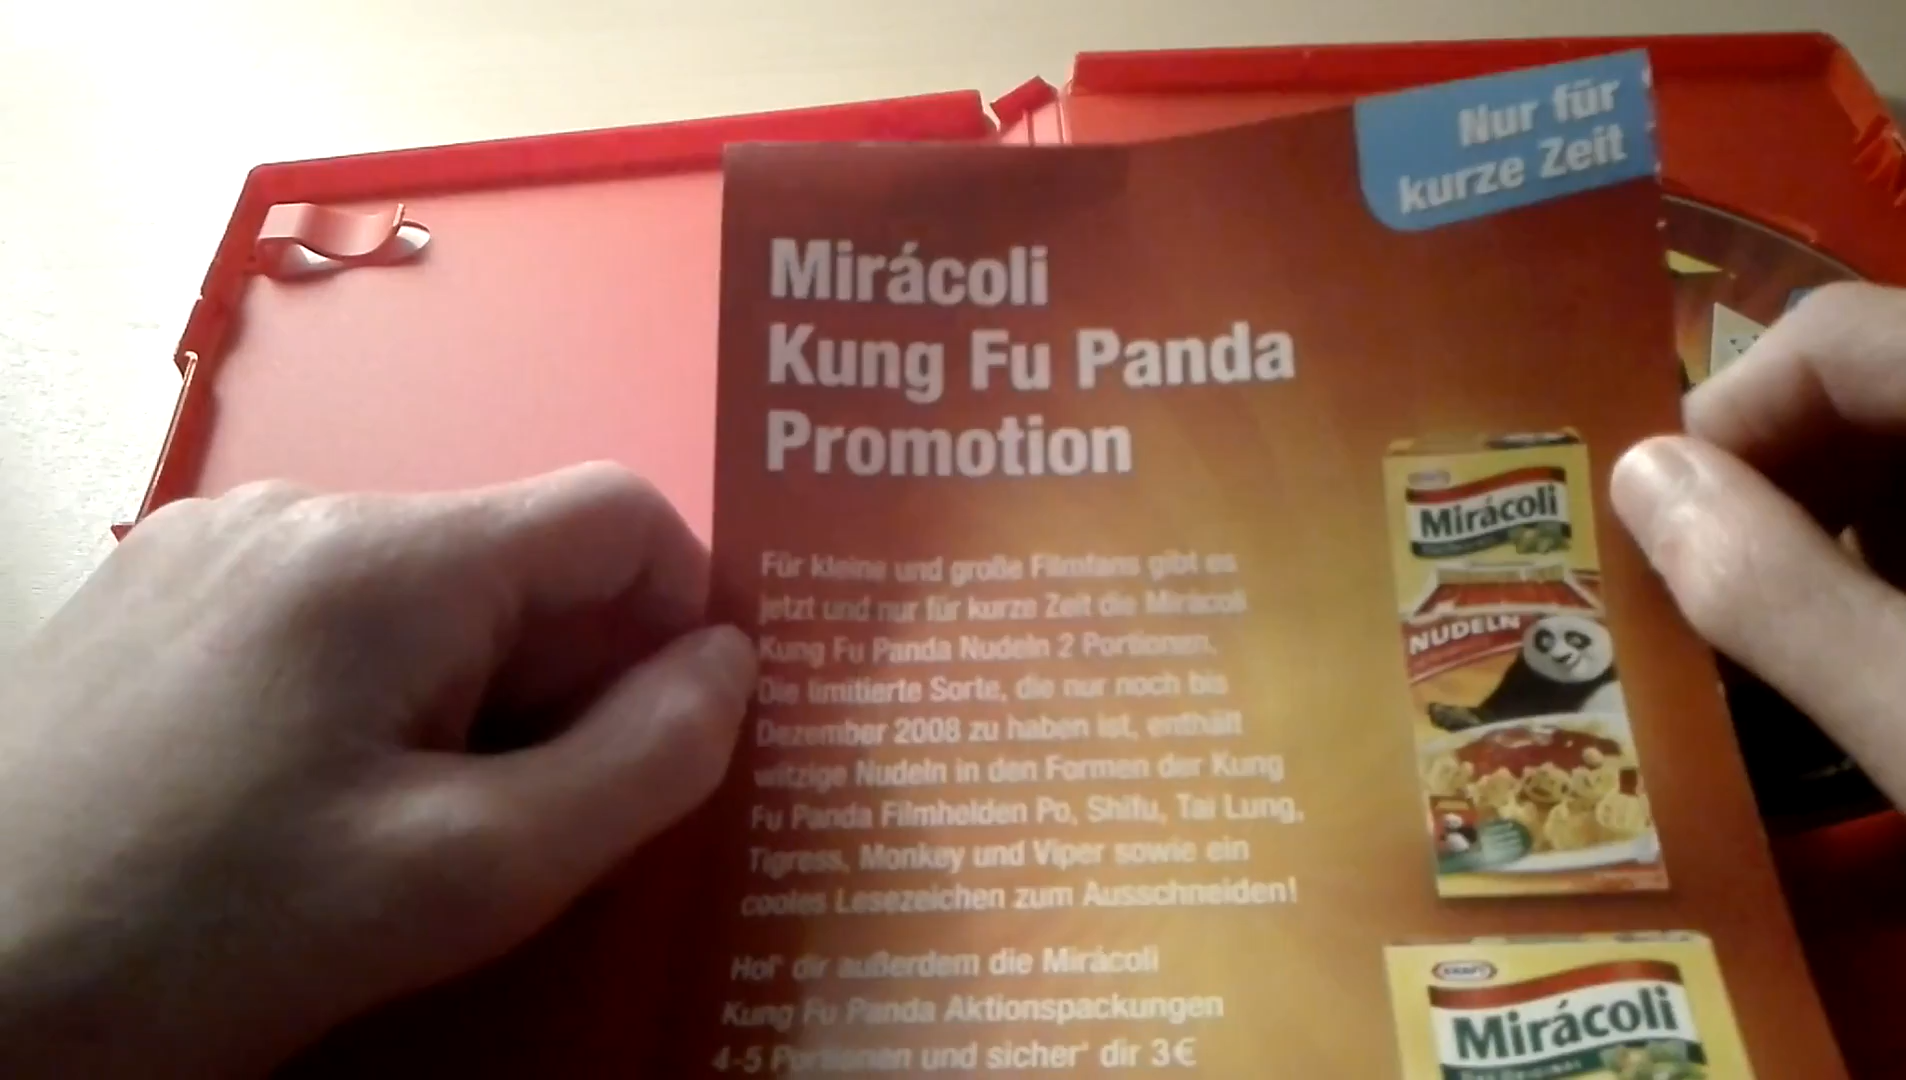 Nur für
kurze Zeit
Mirácoli
Kung Fu Panda
Promotion
Für kleine und große Filmfans gibt es
jetzt und nur für kurze Zeit die Mirácoli
Kung Fu Panda Nudeln 2 Portionen.
Die limitierte Sorte, die nur noch bis
Dezember 2008 zu haben ist, enthält
witzige Nudeln in den Formen der Kung
Fu Panda Filmhelden Po, Shifu, Tai Lung,
Tigress, Monkey und Viper sowie ein
cooles Lesezeichen zum Ausschneiden!
Hol' dir außerdem die Mirácoli
Kung Fu Panda Aktionspackungen
4-5 Portionen und sicher' dir 3€
Mirácoli
NUDELN
KRAFT
Mirácoli